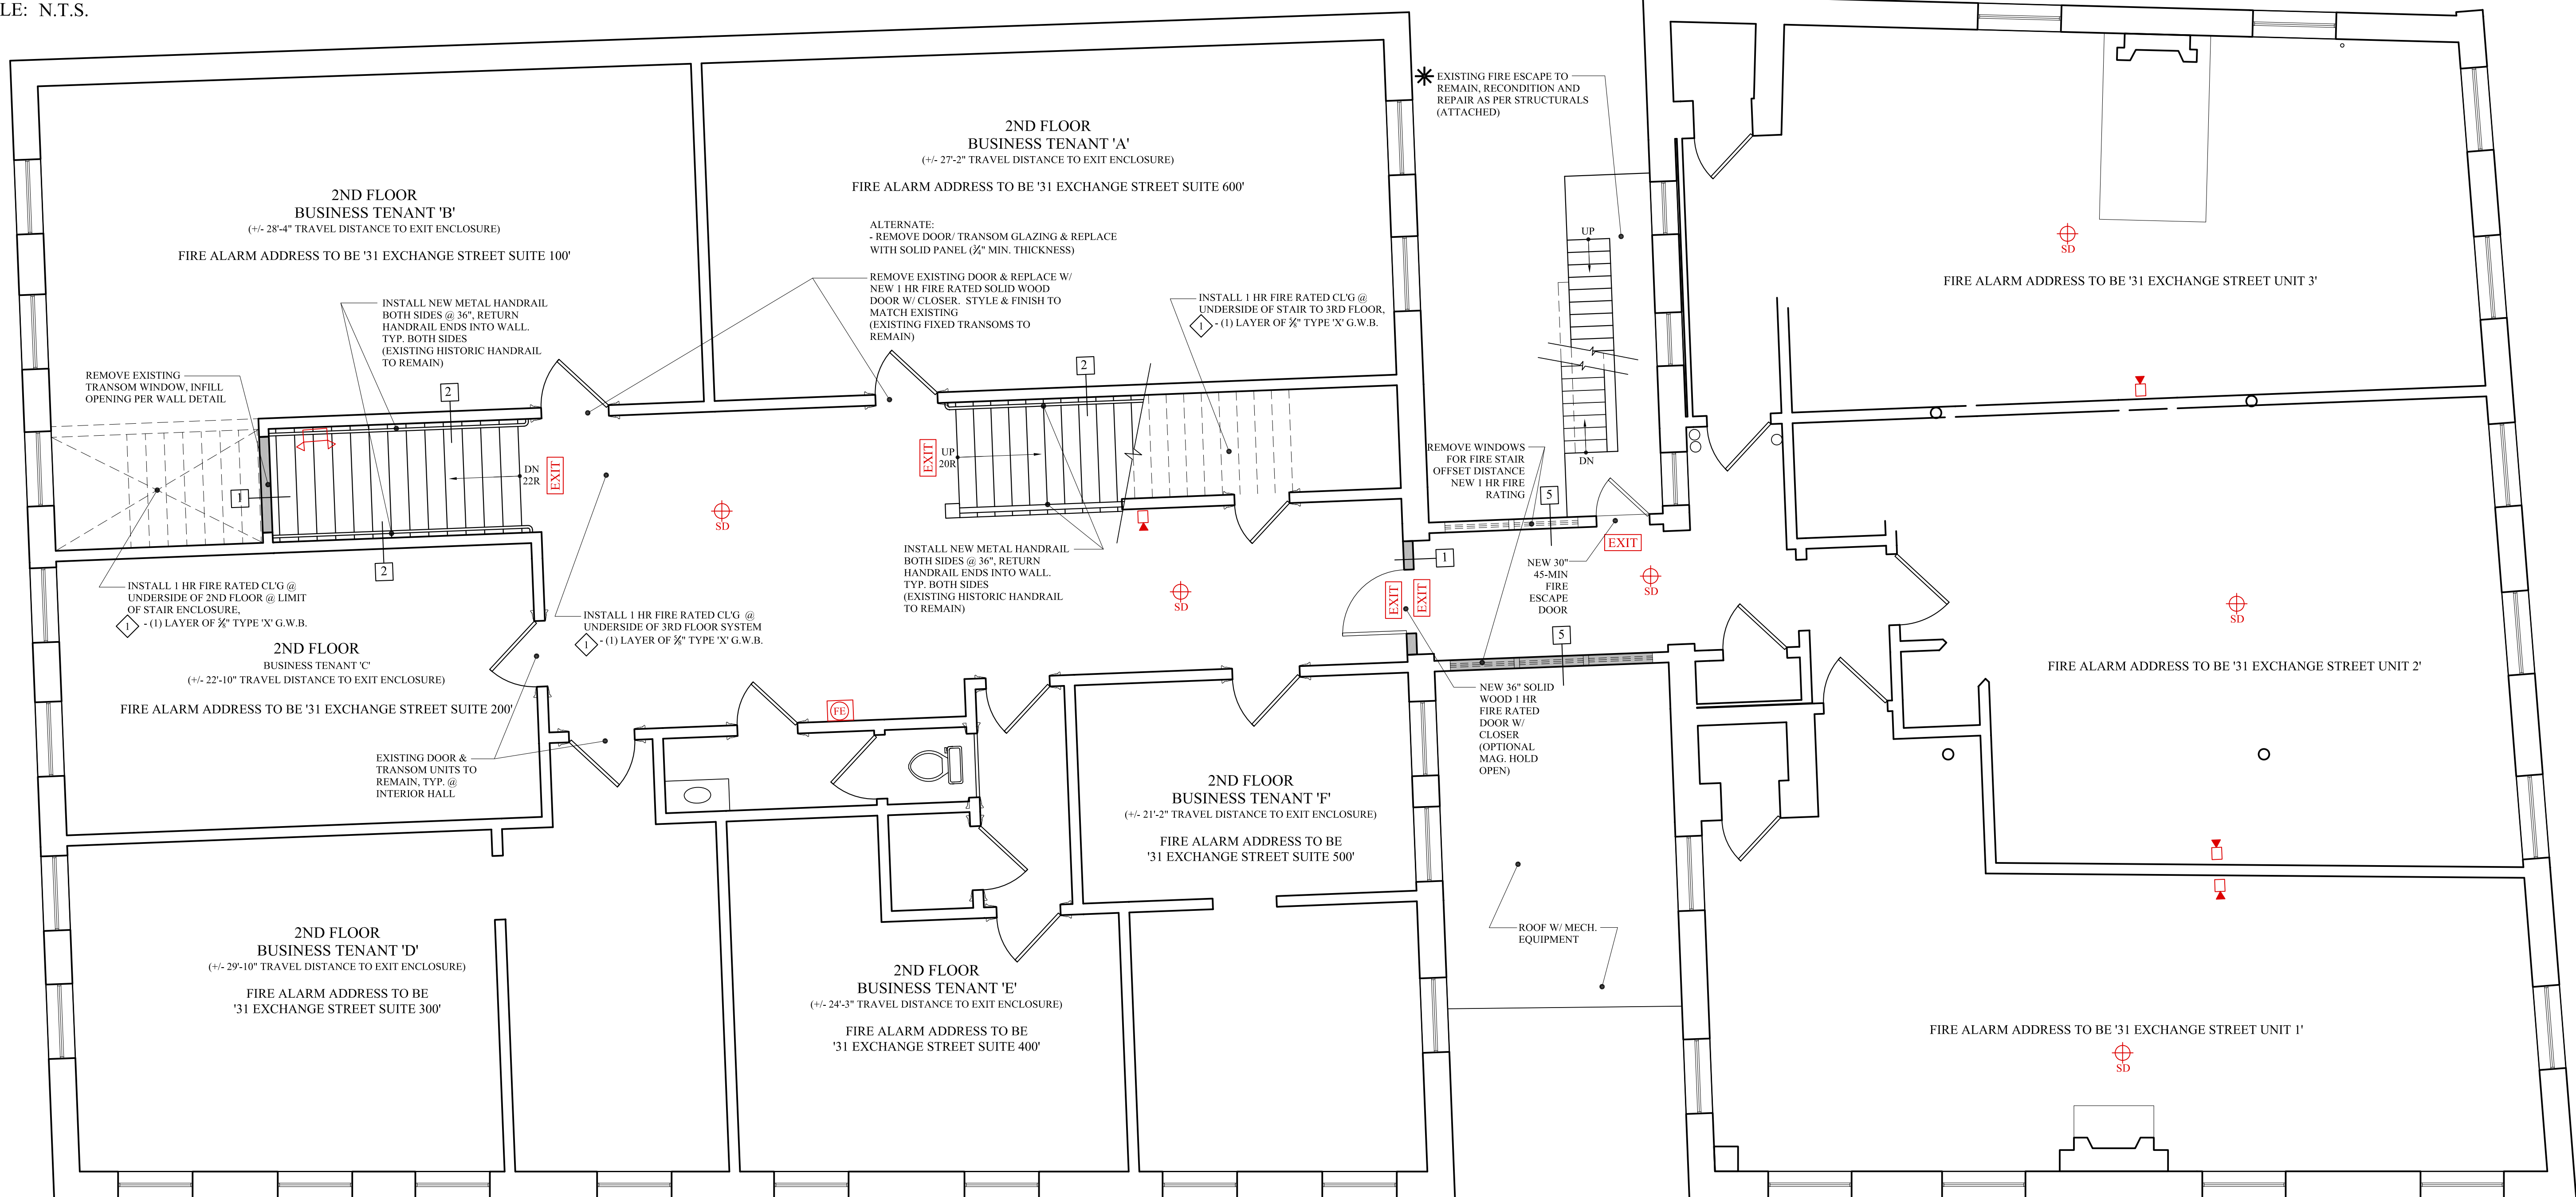 LE: N.T.S.
2ND FLOOR
BUSINESS TENANT 'B'
(+/- 28'-4" TRAVEL DISTANCE TO EXIT ENCLOSURE)
FIRE ALARM ADDRESS TO BE '31 EXCHANGE STREET SUITE 100'
2ND FLOOR
BUSINESS TENANT 'A'
(+/- 27'-2" TRAVEL DISTANCE TO EXIT ENCLOSURE)
FIRE ALARM ADDRESS TO BE '31 EXCHANGE STREET SUITE 600'
ALTERNATE:
- REMOVE DOOR/ TRANSOM GLAZING & REPLACE
WITH SOLID PANEL (¾" MIN. THICKNESS)
REMOVE EXISTING DOOR & REPLACE W/
NEW 1 HR FIRE RATED SOLID WOOD
DOOR W/ CLOSER. STYLE & FINISH TO
MATCH EXISTING
(EXISTING FIXED TRANSOMS TO
REMAIN)
INSTALL 1 HR FIRE RATED CL'G @
UNDERSIDE OF STAIR TO 3RD FLOOR,
1 - (1) LAYER OF ⅝" TYPE 'X' G.W.B.
EXISTING FIRE ESCAPE TO
REMAIN, RECONDITION AND
REPAIR AS PER STRUCTURALS
(ATTACHED)
UP
DN
FIRE ALARM ADDRESS TO BE '31 EXCHANGE STREET UNIT 3'
SD
INSTALL NEW METAL HANDRAIL
BOTH SIDES @ 36", RETURN
HANDRAIL ENDS INTO WALL.
TYP. BOTH SIDES
(EXISTING HISTORIC HANDRAIL
TO REMAIN)
REMOVE EXISTING
TRANSOM WINDOW, INFILL
OPENING PER WALL DETAIL
2
2
1
2
DN
22R
EXIT
EXIT
UP
20R
SD
REMOVE WINDOWS
FOR FIRE STAIR
OFFSET DISTANCE
NEW 1 HR FIRE
RATING
5
EXIT
1
INSTALL NEW METAL HANDRAIL
BOTH SIDES @ 36", RETURN
HANDRAIL ENDS INTO WALL.
TYP. BOTH SIDES
(EXISTING HISTORIC HANDRAIL
TO REMAIN)
SD
EXIT
EXIT
NEW 30"
45-MIN
FIRE
ESCAPE
DOOR
SD
5
SD
INSTALL 1 HR FIRE RATED CL'G @
UNDERSIDE OF 2ND FLOOR @ LIMIT
OF STAIR ENCLOSURE,
1 - (1) LAYER OF ⅝" TYPE 'X' G.W.B.
INSTALL 1 HR FIRE RATED CL'G @
UNDERSIDE OF 3RD FLOOR SYSTEM
1 - (1) LAYER OF ⅝" TYPE 'X' G.W.B.
2ND FLOOR
BUSINESS TENANT 'C'
(+/- 22'-10" TRAVEL DISTANCE TO EXIT ENCLOSURE)
FIRE ALARM ADDRESS TO BE '31 EXCHANGE STREET SUITE 200'
FIRE ALARM ADDRESS TO BE '31 EXCHANGE STREET UNIT 2'
NEW 36" SOLID
WOOD 1 HR
FIRE RATED
DOOR W/
CLOSER
(OPTIONAL
MAG. HOLD
OPEN)
FE
EXISTING DOOR &
TRANSOM UNITS TO
REMAIN, TYP. @
INTERIOR HALL
2ND FLOOR
BUSINESS TENANT 'F'
(+/- 21'-2" TRAVEL DISTANCE TO EXIT ENCLOSURE)
FIRE ALARM ADDRESS TO BE
'31 EXCHANGE STREET SUITE 500'
ROOF W/ MECH.
EQUIPMENT
2ND FLOOR
BUSINESS TENANT 'D'
(+/- 29'-10" TRAVEL DISTANCE TO EXIT ENCLOSURE)
FIRE ALARM ADDRESS TO BE
'31 EXCHANGE STREET SUITE 300'
2ND FLOOR
BUSINESS TENANT 'E'
(+/- 24'-3" TRAVEL DISTANCE TO EXIT ENCLOSURE)
FIRE ALARM ADDRESS TO BE
'31 EXCHANGE STREET SUITE 400'
FIRE ALARM ADDRESS TO BE '31 EXCHANGE STREET UNIT 1'
SD